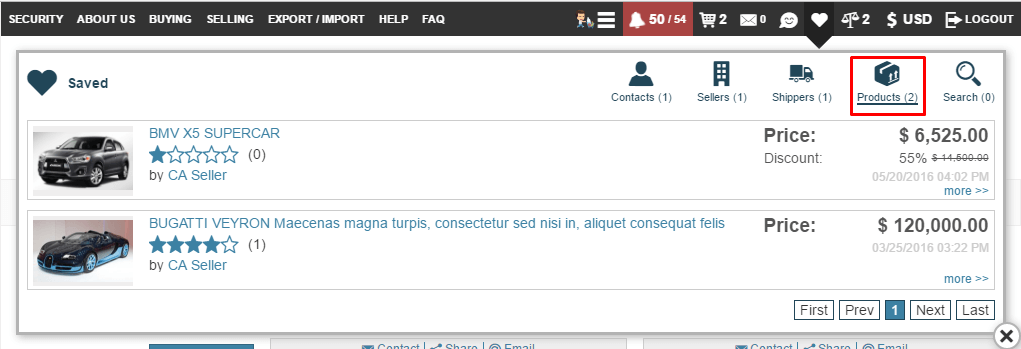 SECURITY ABOUT US BUYING SELLING EXPORT / IMPORT HELP FAQ 50 / 54 2 0 2 $ USD LOGOUT
Saved
Contacts (1) Sellers (1) Shippers (1) Products (2) Search (0)
BMV X5 SUPERCAR
(0)
by CA Seller
Price: $ 6,525.00
Discount: 55% $ 14,500.00
05/20/2016 04:02 PM
more >>
BUGATTI VEYRON Maecenas magna turpis, consectetur sed nisi in, aliquet consequat felis
(1)
by CA Seller
Price: $ 120,000.00
03/25/2016 03:22 PM
more >>
First Prev 1 Next Last
Contact | Share | Email Contact | Share | Email